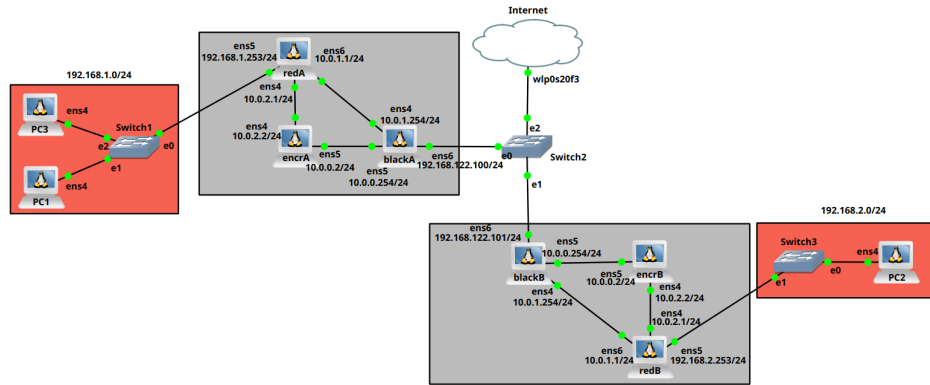 Internet
wlp0s20f3
e2
e0
Switch2
e1
192.168.1.0/24
ens4
PC3
Switch1
e2
e0
e1
ens4
PC1
ens5
192.168.1.253/24
ens6
10.0.1.1/24
redA
ens4
10.0.2.1/24
ens4
10.0.1.254/24
ens4
10.0.2.2/24
encrA
ens5
10.0.0.2/24
blackA
ens5
10.0.0.254/24
ens6
192.168.122.100/24
ens6
192.168.122.101/24
ens5
10.0.0.254/24
blackB
ens4
10.0.1.254/24
ens5
10.0.0.2/24
encrB
ens4
10.0.2.2/24
ens4
10.0.2.1/24
ens6
10.0.1.1/24
redB
ens5
192.168.2.253/24
192.168.2.0/24
Switch3
e0
e1
ens4
PC2